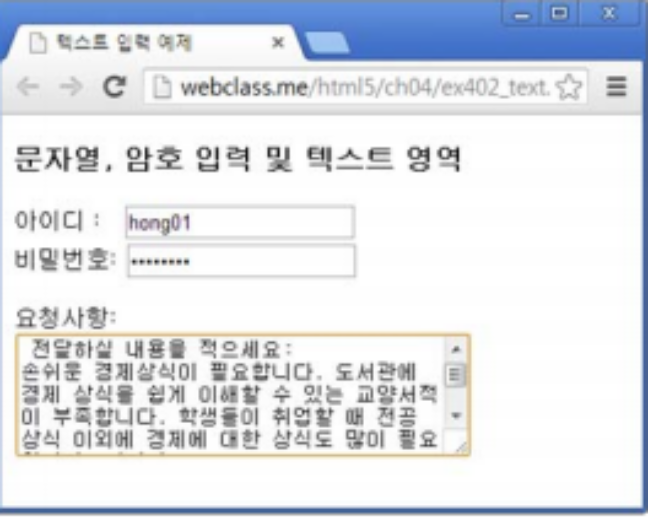 텍스트 입력 예제
webclass.me/html5/ch04/ex402_text.
문자열, 암호 입력 및 텍스트 영역
아이디 : hong01
비밀번호: ••••••••
요청사항:
전달하실 내용을 적으세요:
손쉬운 경제상식이 필요합니다. 도서관에
경제 상식을 쉽게 이해할 수 있는 교양서적
이 부족합니다. 학생들이 취업할 때 전공
상식 이외에 경제에 대한 상식도 많이 필요